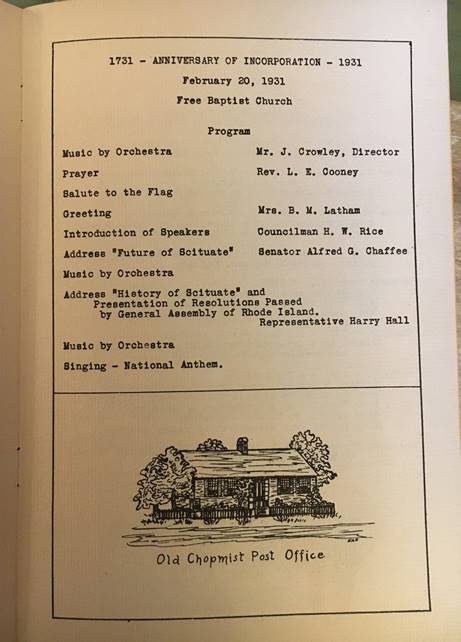 1731 - ANNIVERSARY OF INCORPORATION - 1931
February 20, 1931
Free Baptist Church
Program
Music by Orchestra Mr. J. Crowley, Director
Prayer Rev. L. E. Cooney
Salute to the Flag
Greeting Mrs. B. M. Latham
Introduction of Speakers Councilman H. W. Rice
Address "Future of Scituate" Senator Alfred G. Chaffee
Music by Orchestra
Address "History of Scituate" and
Presentation of Resolutions Passed
by General Assembly of Rhode Island.
Representative Harry Hall
Music by Orchestra
Singing - National Anthem.
Old Chopmist Post Office